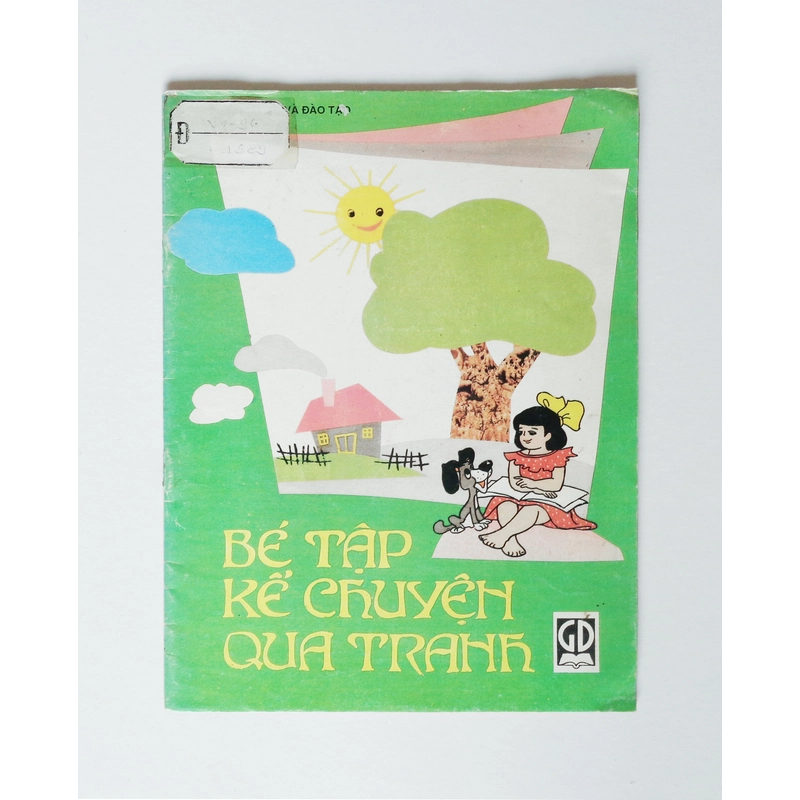 VÀ ĐÀO TẠO
BÉ TẬP
KỂ CHUYỆN
QUA TRANH
GD